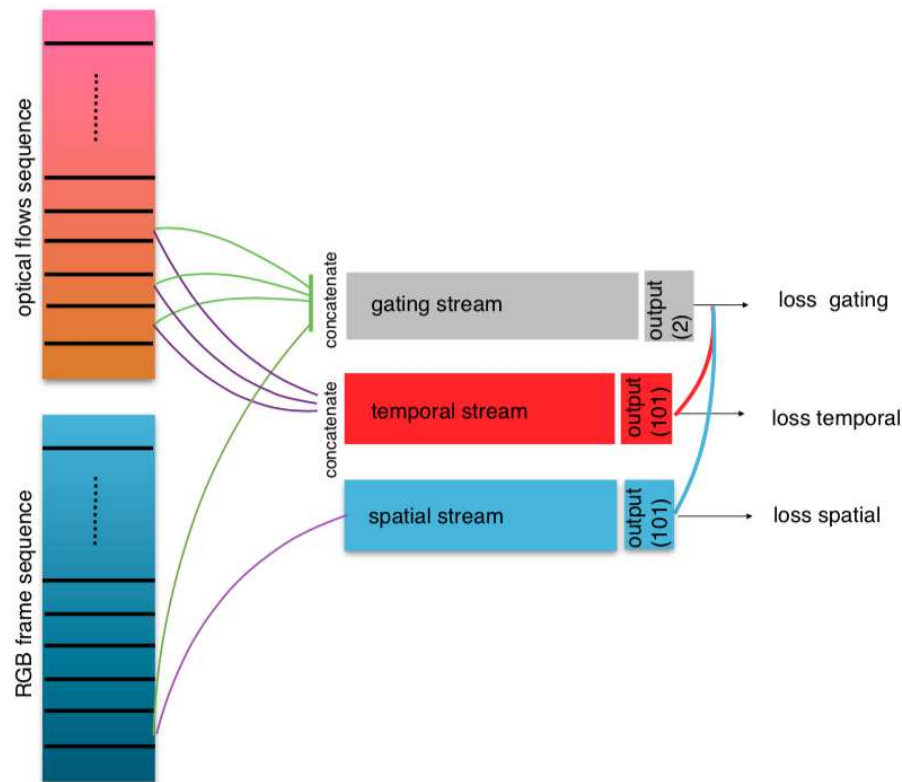 optical flows sequence
RGB frame sequence
concatenate
gating stream
output
(2)
loss  gating
concatenate
temporal stream
output
(101)
loss temporal
spatial stream
output
(101)
loss spatial